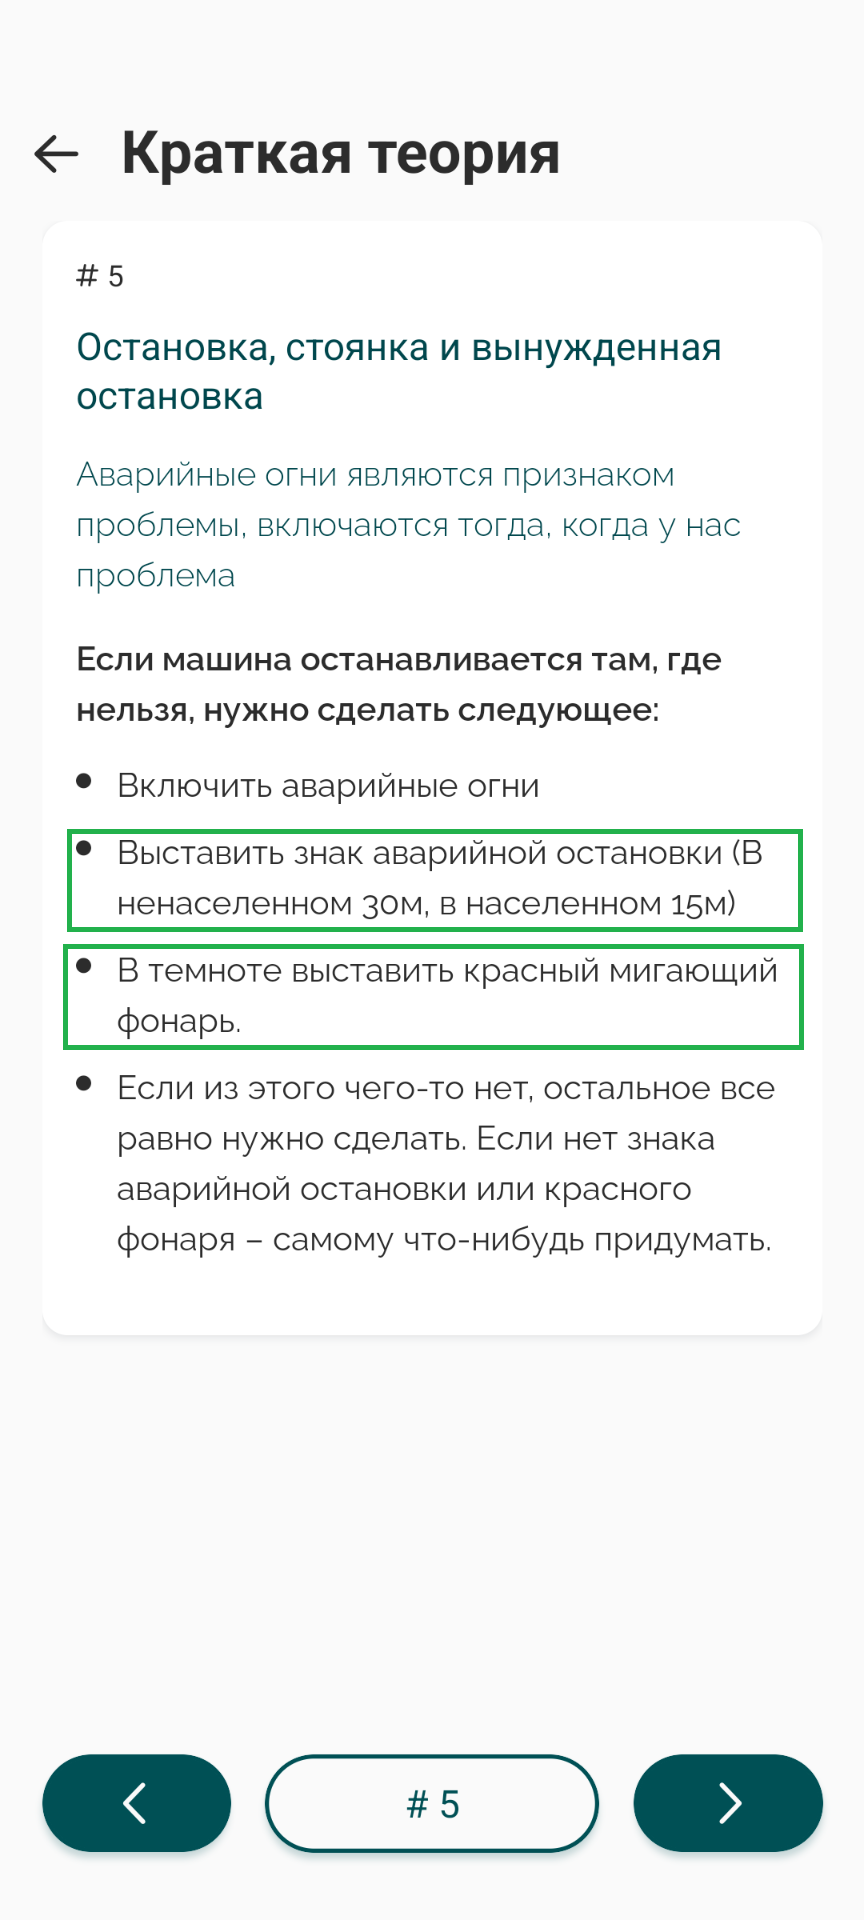 Краткая теория
# 5
Остановка, стоянка и вынужденная
остановка
Аварийные огни являются признаком
проблемы, включаются тогда, когда у нас
проблема
Если машина останавливается там, где
нельзя, нужно сделать следующее:
• Включить аварийные огни
• Выставить знак аварийной остановки (В
ненаселенном 30м, в населенном 15м)
• В темноте выставить красный мигающий
фонарь.
• Если из этого чего-то нет, остальное все
равно нужно сделать. Если нет знака
аварийной остановки или красного
фонаря – самому что-нибудь придумать.
# 5